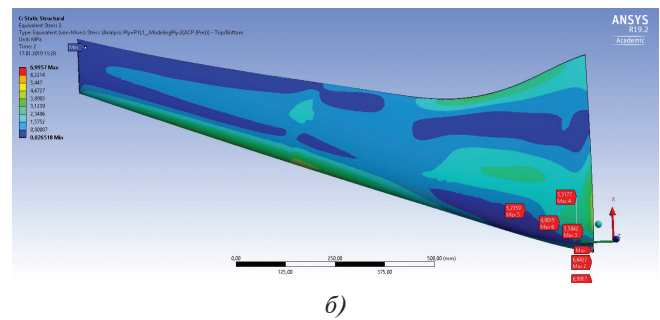 C: Static Structural
Equivalent Stress 2
Type: Equivalent (von-Mises) Stress (Analysis Ply=P1L1_ModelingPly.3(ACP (Pre))) - Top/Bottom
Unit: MPa
Time: 2
17.01.2019 11:28
ANSYS
R19.2
Academic
Min
6,9957 Max
6,2214
5,447
4,6727
3,8983
3,1239
2,3496
1,5752
0,80087
0,026510 Min
5,5177
Max 4
5,2359
Max 5
4,9015
Max 6
5,5942
Max 3
X
Z
Max
6,6422
Max 2
6,9957
0,00
250,00
500,00 (mm)
125,00
375,00
б)